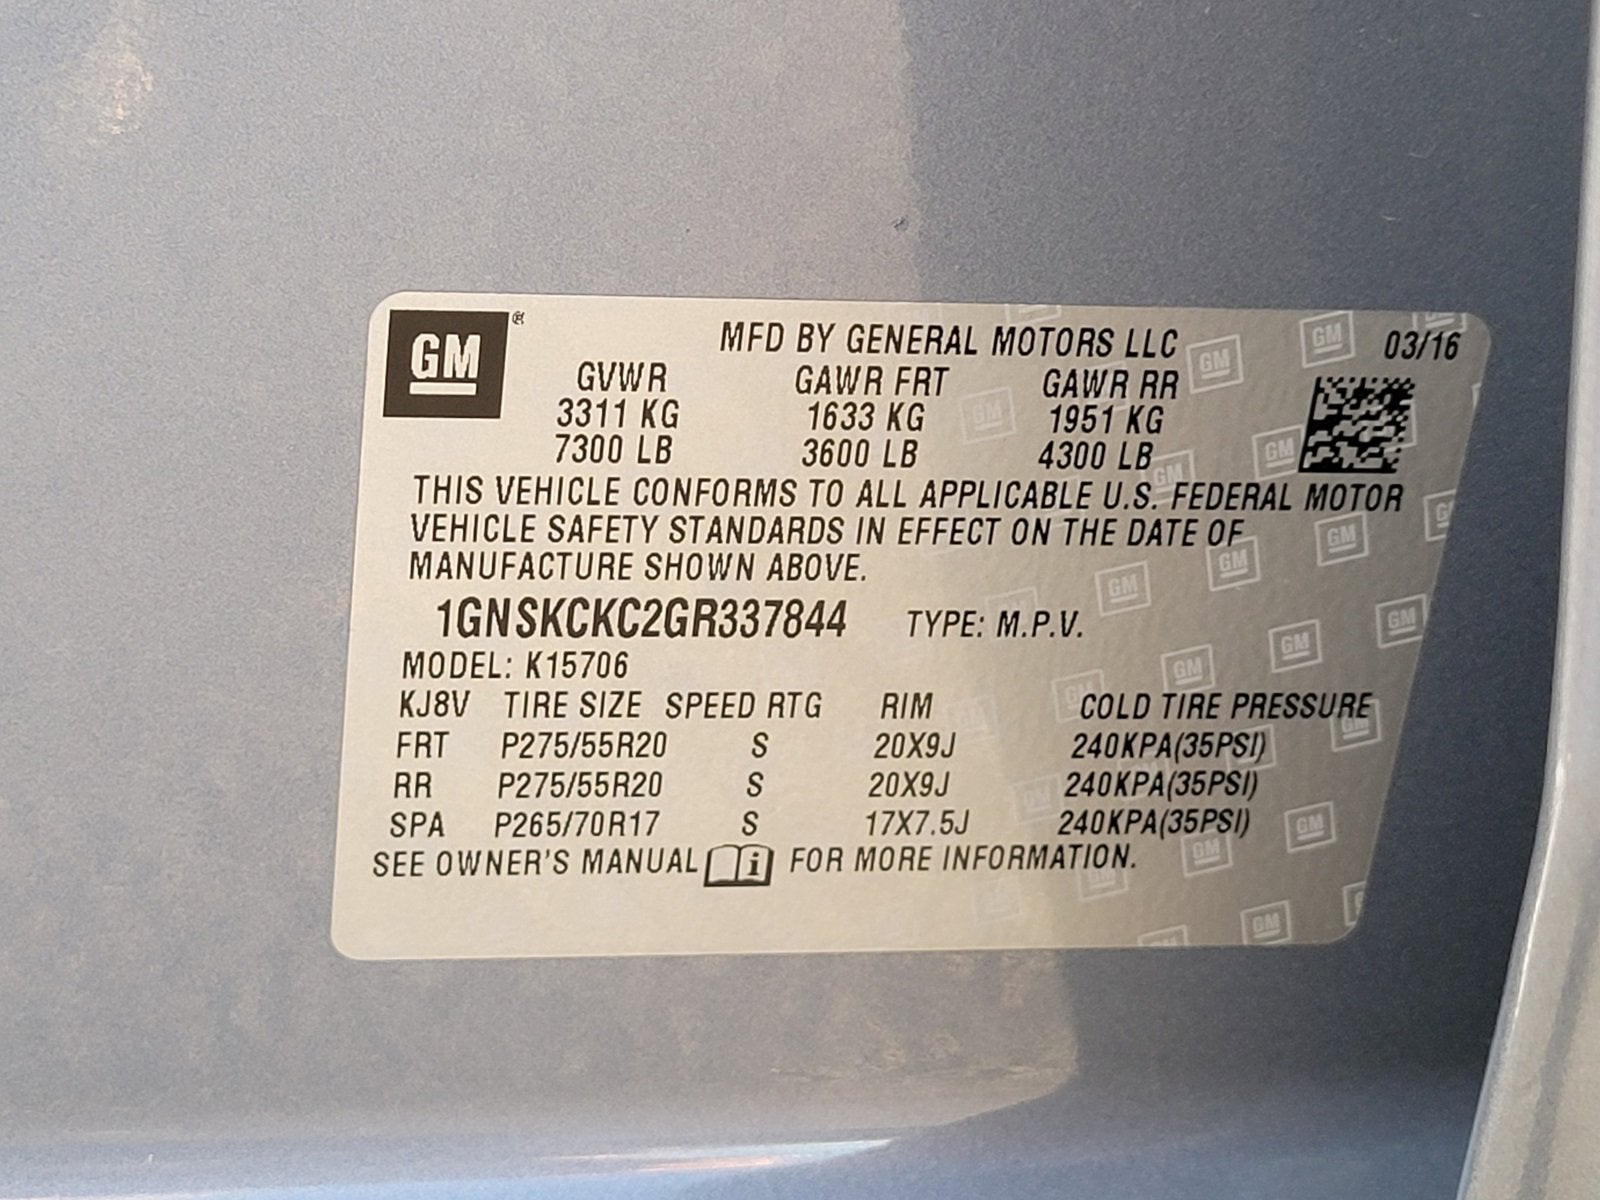 GM®
MFD BY GENERAL MOTORS LLC 03/16
GVWR GAWR FRT GAWR RR
3311 KG 1633 KG 1951 KG
7300 LB 3600 LB 4300 LB
THIS VEHICLE CONFORMS TO ALL APPLICABLE U.S. FEDERAL MOTOR
VEHICLE SAFETY STANDARDS IN EFFECT ON THE DATE OF
MANUFACTURE SHOWN ABOVE.
1GNSKCKC2GR337844 TYPE: M.P.V.
MODEL: K15706
KJ8V TIRE SIZE SPEED RTG RIM COLD TIRE PRESSURE
FRT P275/55R20 S 20X9J 240KPA(35PSI)
RR P275/55R20 S 20X9J 240KPA(35PSI)
SPA P265/70R17 S 17X7.5J 240KPA(35PSI)
SEE OWNER'S MANUAL i FOR MORE INFORMATION.